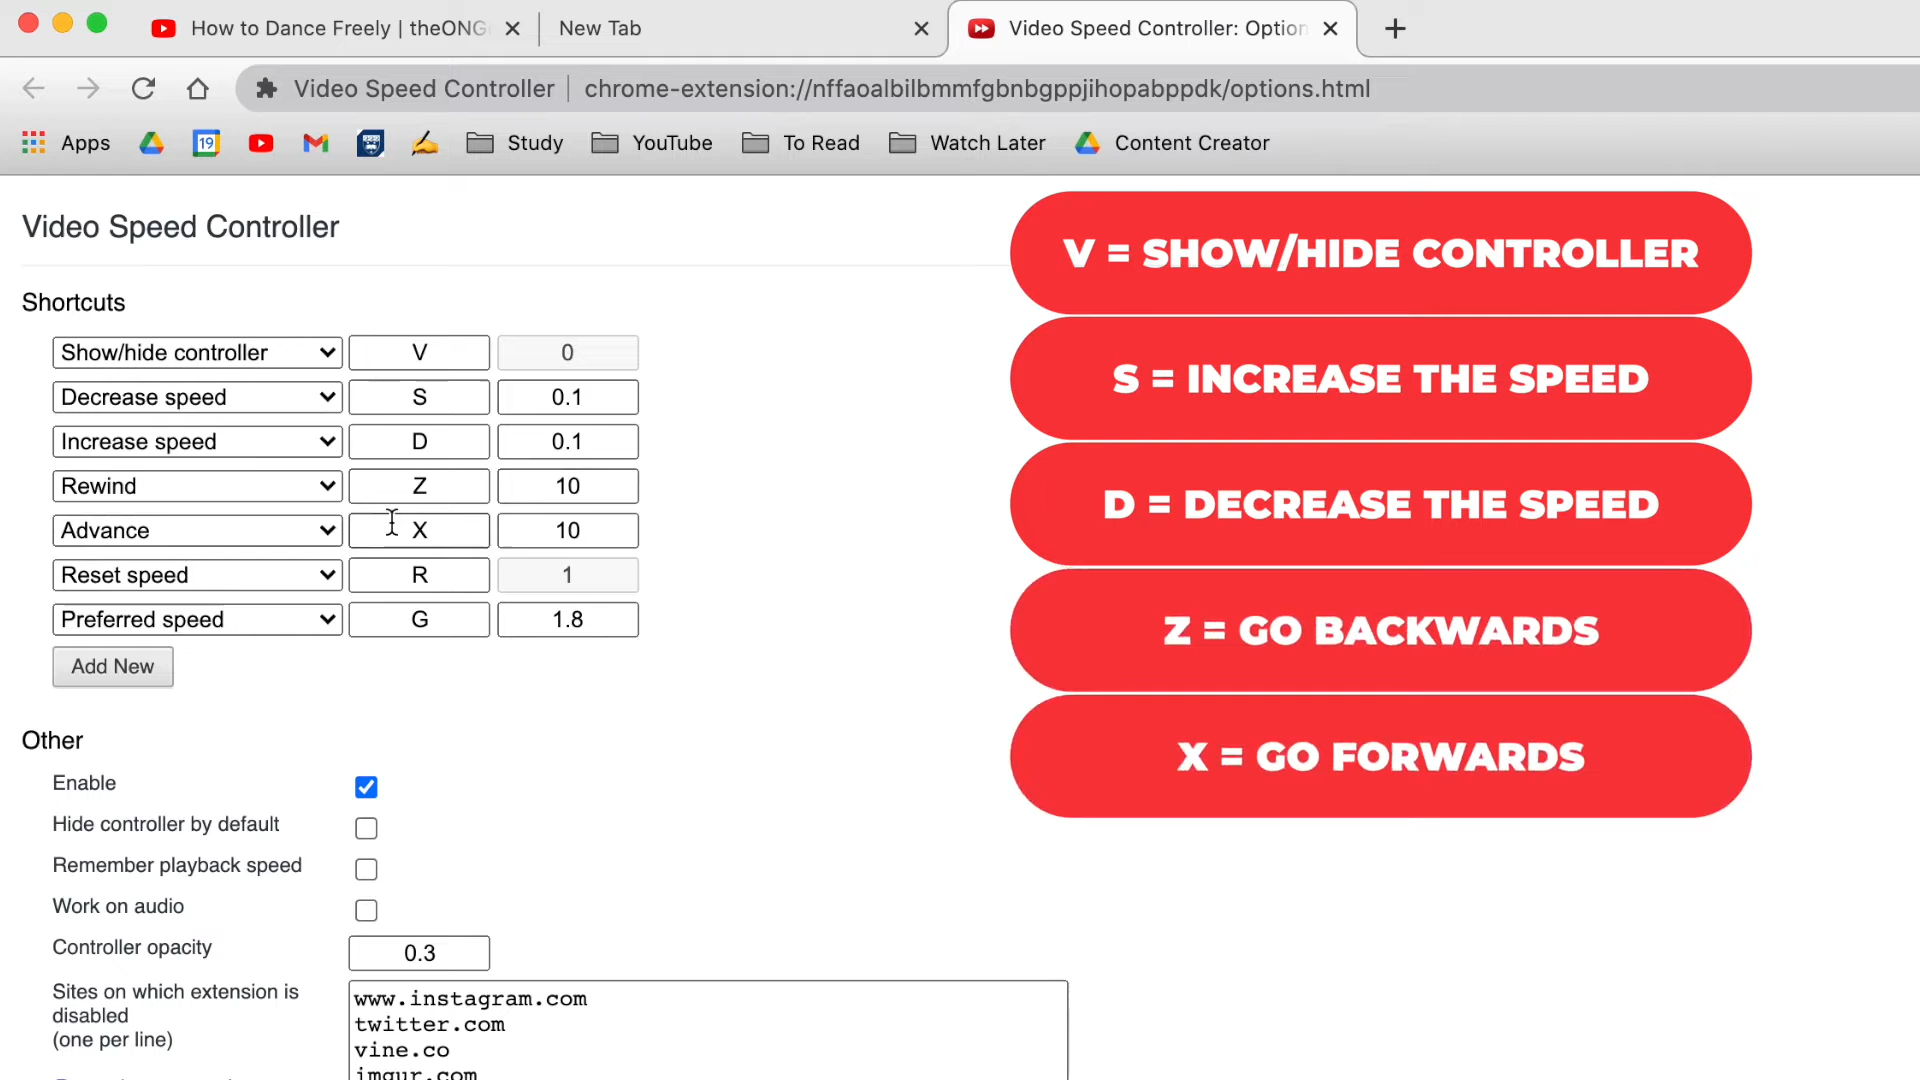 How to Dance Freely | theONG
New Tab
Video Speed Controller: Option
Video Speed Controller | chrome-extension://nffaoalbilbmmfgbnbgppjihopabppdk/options.html
Apps
19
Study
YouTube
To Read
Watch Later
Content Creator
Video Speed Controller
Shortcuts
Show/hide controller V 0
Decrease speed S 0.1
Increase speed D 0.1
Rewind Z 10
Advance X 10
Reset speed R 1
Preferred speed G 1.8
Add New
Other
Enable
Hide controller by default
Remember playback speed
Work on audio
Controller opacity 0.3
Sites on which extension is
disabled
(one per line)
www.instagram.com
twitter.com
vine.co
imgur.com
V = SHOW/HIDE CONTROLLER
S = INCREASE THE SPEED
D = DECREASE THE SPEED
Z = GO BACKWARDS
X = GO FORWARDS